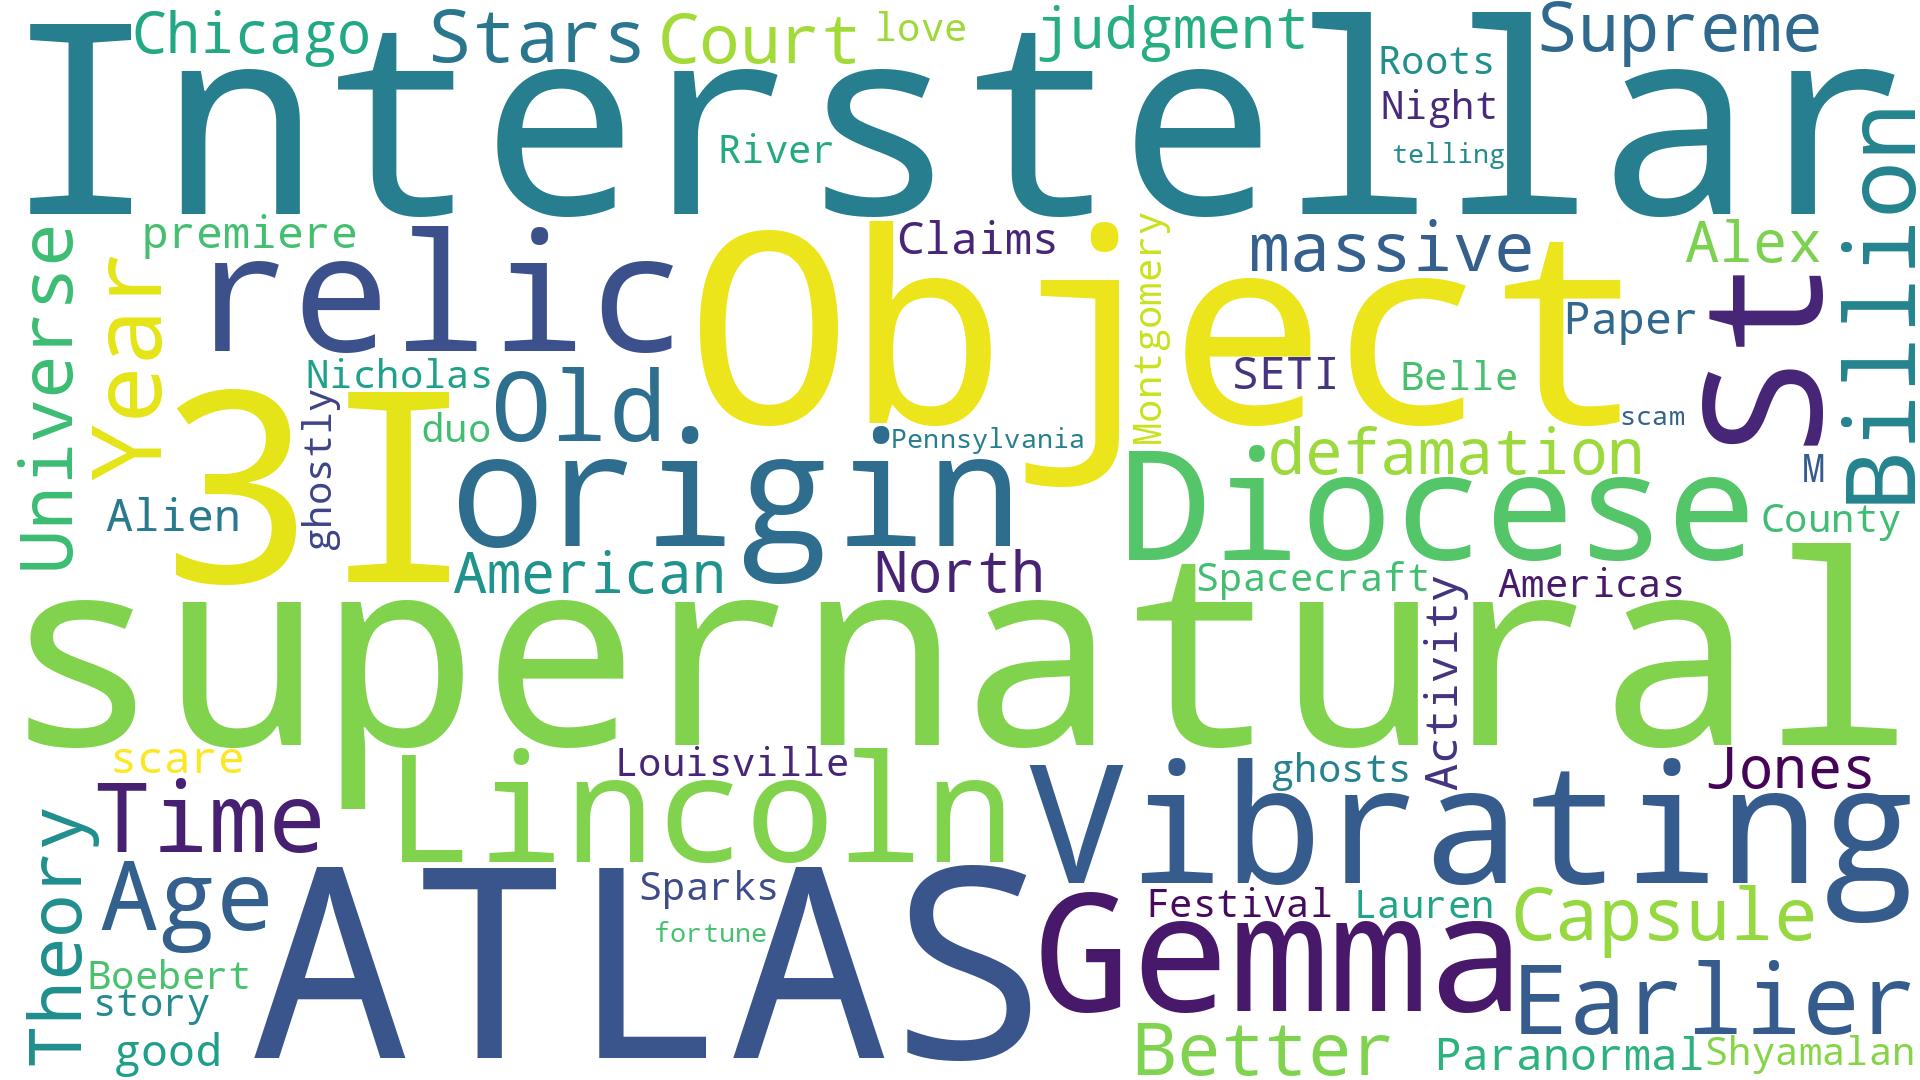 Chicago
Stars
Court
love
judgment
Supreme
Interstellar
Roots
Night
River
telling
Billion
Universe
premiere
Year
relic
Object
Claims
Montgomery
massive
Alex
St
Paper
Nicholas
Old
SETI
Belle
3I
ghostly
duo
origin
Pennsylvania
scam
Diocese
defamation
M
Alien
County
American
North
Spacecraft
Americas
supernatural
Activity
scare
Louisville
ghosts
Jones
Time
Lincoln
Vibrating
Theory
Age
ATLAS
Sparks
fortune
Gemma
Festival
Lauren
Capsule
Boebert
story
Earlier
good
Better
Paranormal
Shyamalan